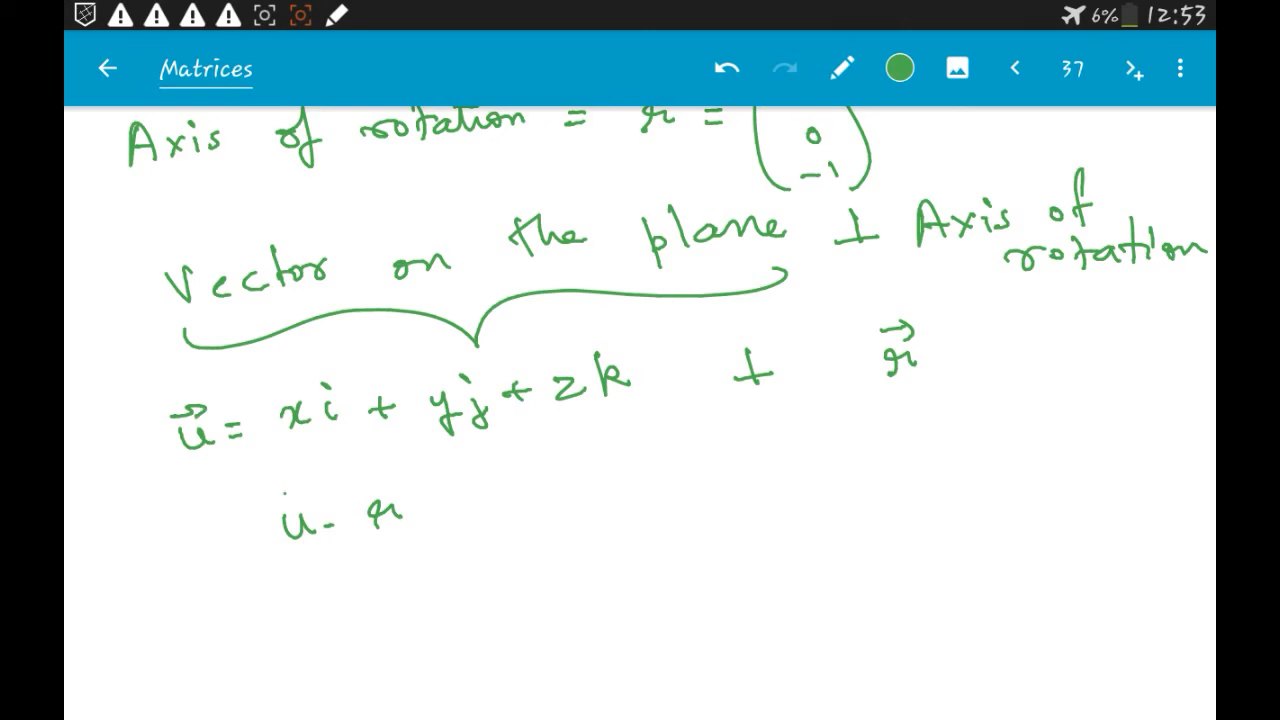 6% 12:53
Matrices 37
Axis of rotation = r = ( 0 -1 )
Vector on the plane ⊥ Axis of rotation
u⃗ = xi + yj + zk ⊥ r⃗
u. r